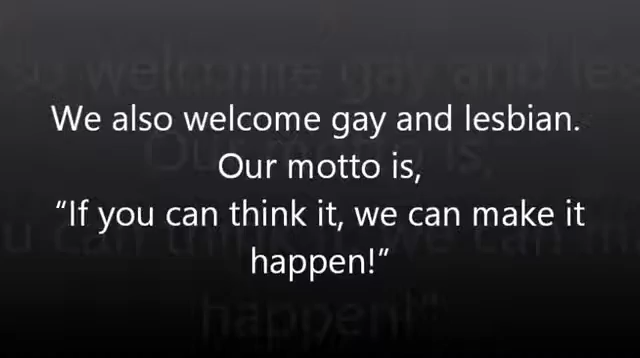 We also welcome gay and lesbian.
Our motto is,
“If you can think it, we can make it
happen!”